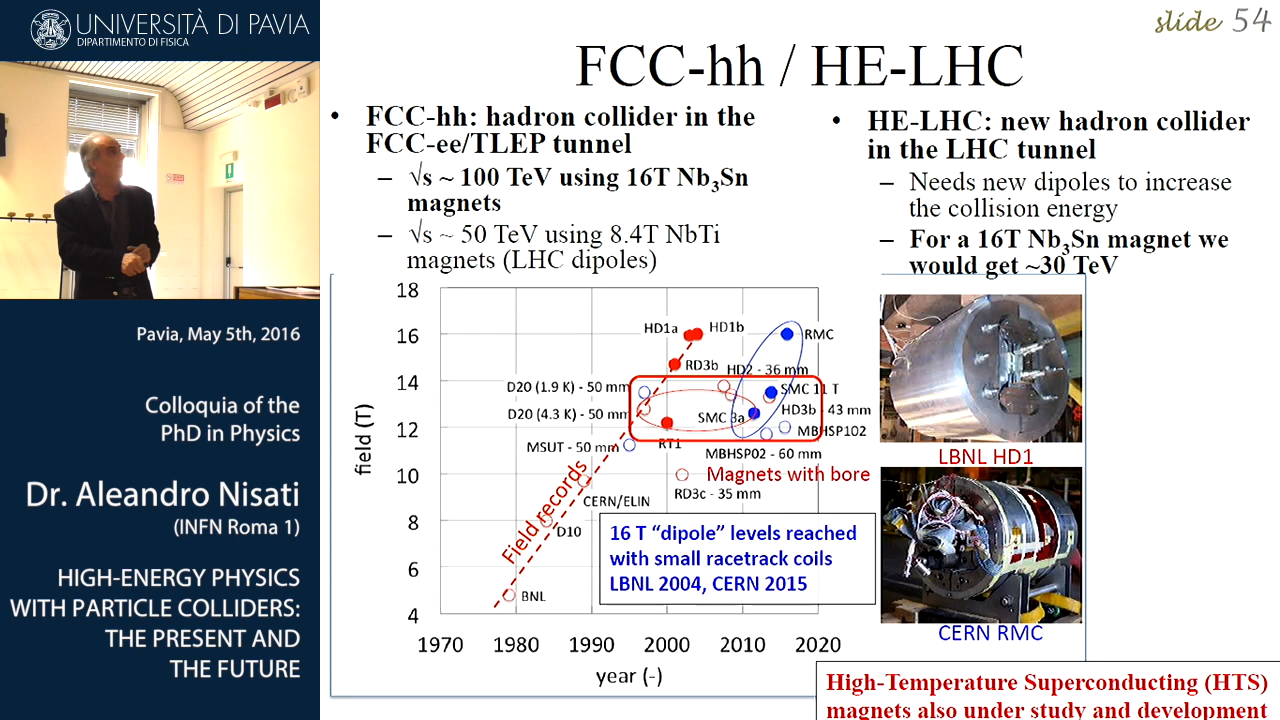 UNIVERSITÀ DI PAVIA
DIPARTIMENTO DI FISICA
Pavia, May 5th, 2016
Colloquia of the
PhD in Physics
Dr. Aleandro Nisati
(INFN Roma 1)
HIGH-ENERGY PHYSICS
WITH PARTICLE COLLIDERS:
THE PRESENT AND
THE FUTURE
slide 54
FCC-hh / HE-LHC
• FCC-hh: hadron collider in the
FCC-ee/TLEP tunnel
– √s ~ 100 TeV using 16T Nb₃Sn
magnets
– √s ~ 50 TeV using 8.4T NbTi
magnets (LHC dipoles)
• HE-LHC: new hadron collider
in the LHC tunnel
– Needs new dipoles to increase
the collision energy
– For a 16T Nb₃Sn magnet we
would get ~30 TeV
18
16
14
12
10
8
6
4
field (T)
1970 1980 1990 2000 2010 2020
year (-)
HD1a
HD1b
RMC
RD3b
HD2 - 36 mm
D20 (1.9 K) - 50 mm
SMC 11 T
D20 (4.3 K) - 50 mm
SMC 3a
HD3b - 43 mm
MBHSP102
MSUT - 50 mm
RT1
MBHSP02 - 60 mm
Magnets with bore
RD3c - 35 mm
CERN/ELIN
D10
BNL
Field records
16 T “dipole” levels reached
with small racetrack coils
LBNL 2004, CERN 2015
LBNL HD1
CERN RMC
High-Temperature Superconducting (HTS)
magnets also under study and development